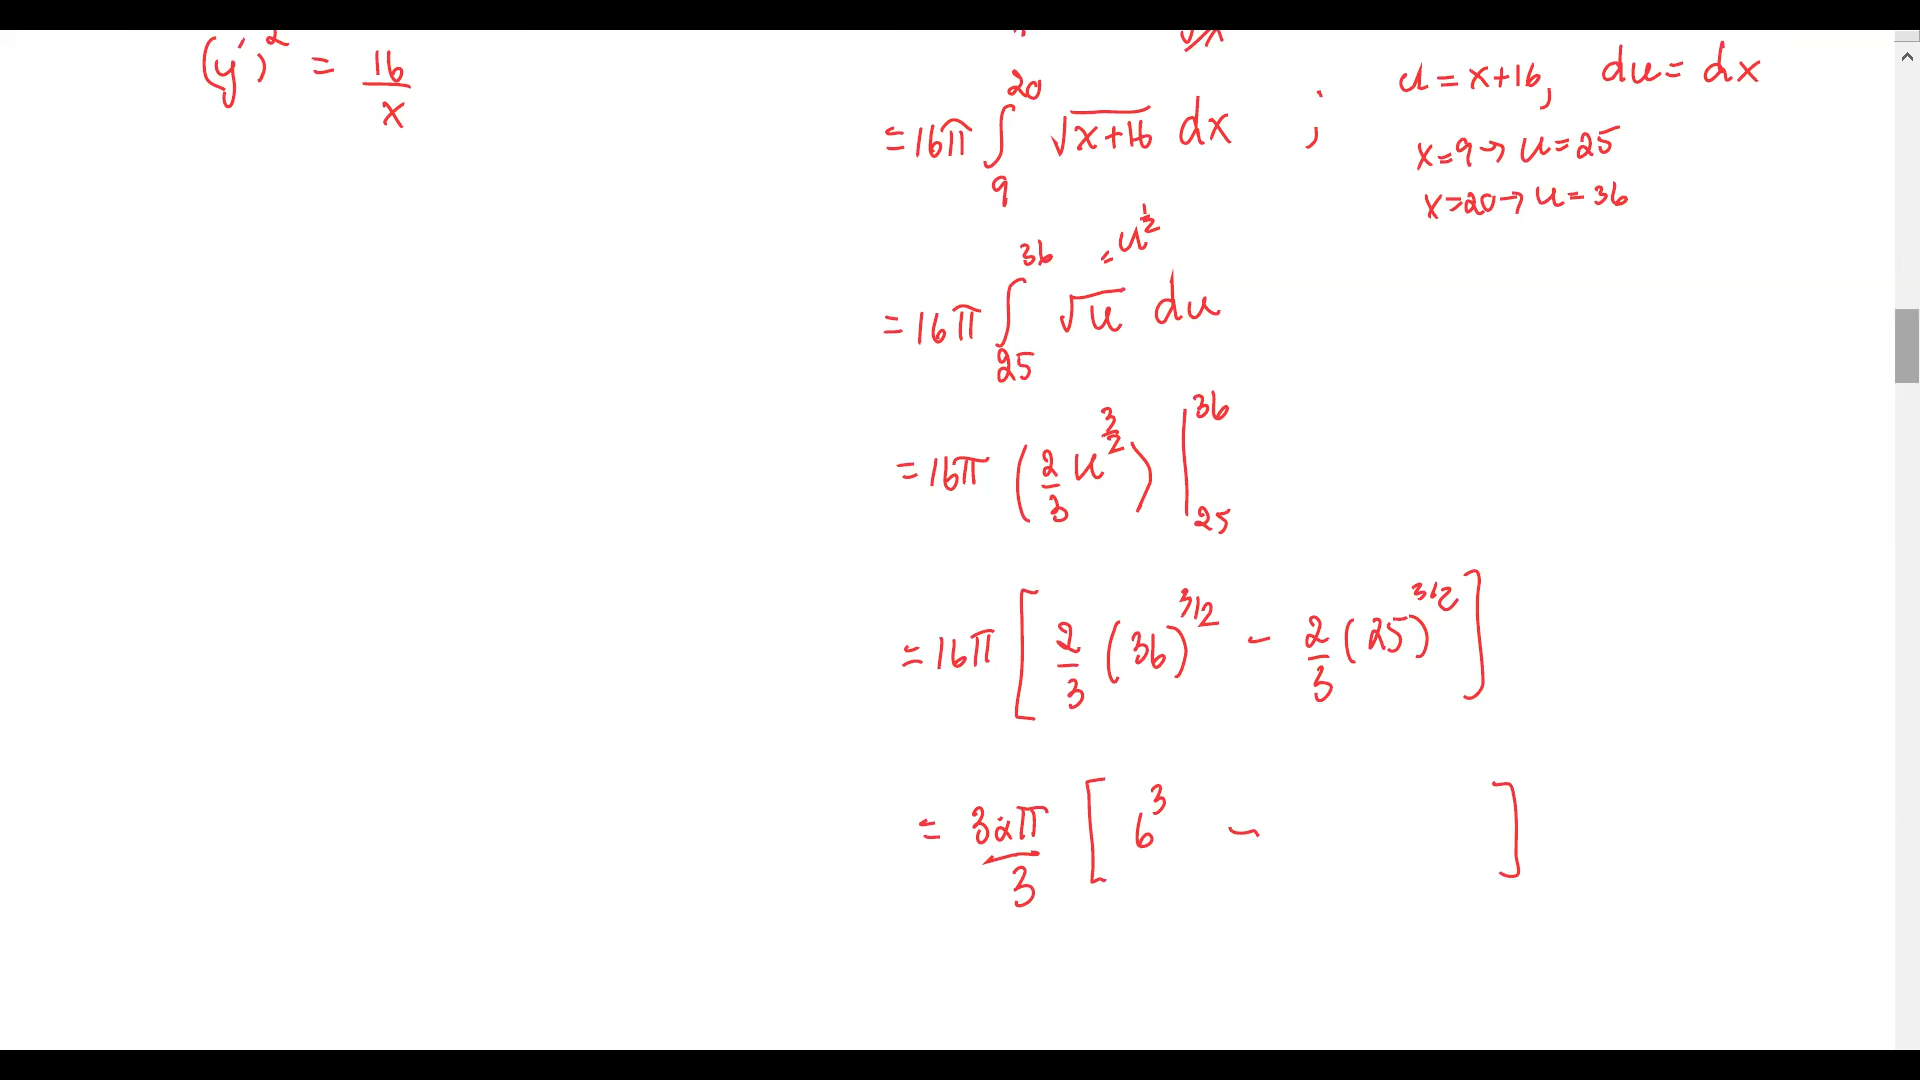 (y')² = 16/x
u = x+16, du = dx
= 16π ∫₉²⁰ √(x+16) dx ;
x=9 → u=25
x=20 → u=36
= u^(1/2)
= 16π ∫₂₅³⁶ √u du
= 16π (2/3 u^(3/2)) |₂₅³⁶
= 16π [ 2/3 (36)^(3/2) - 2/3 (25)^(3/2) ]
= 32π/3 [ 6³ - ]